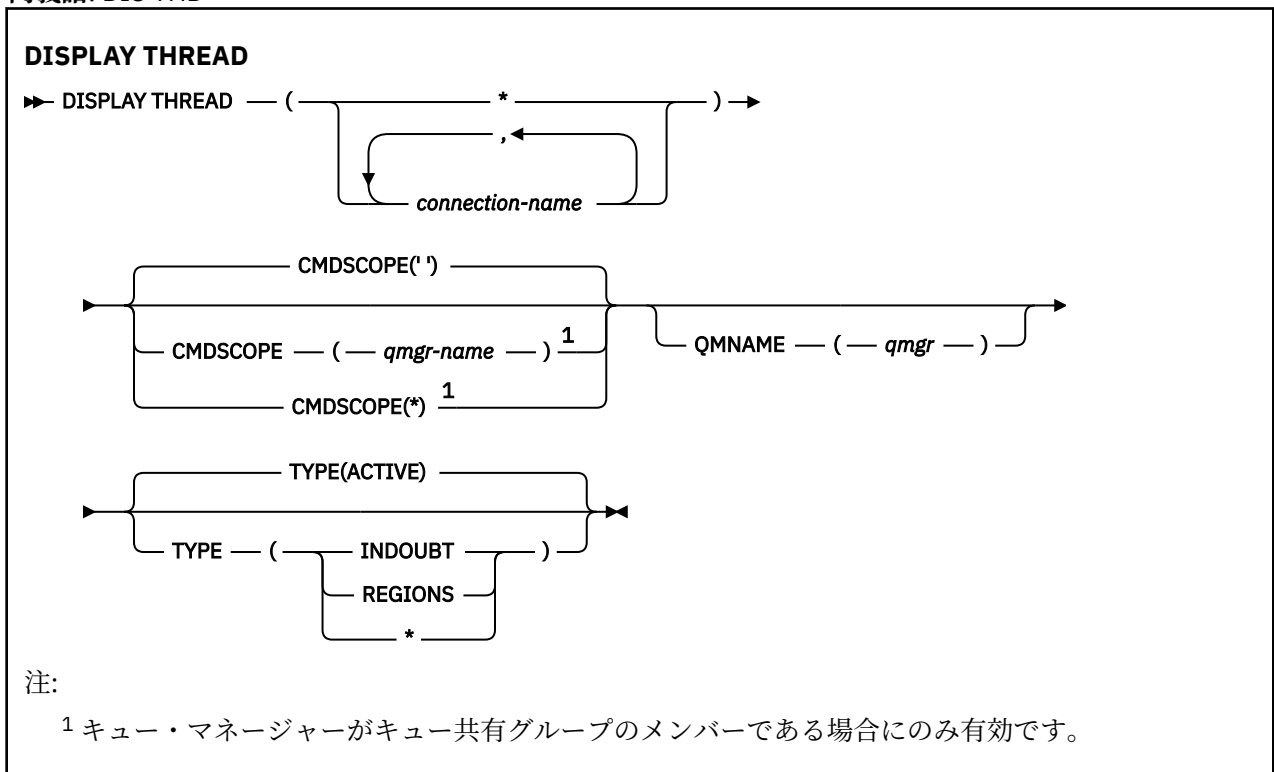 DISPLAY THREAD
DISPLAY THREAD ( * )
,
connection-name
CMDSCOPE(' ')
CMDSCOPE ( qmgr-name ) 1
CMDSCOPE(*) 1
QMNAME ( qmgr )
TYPE(ACTIVE)
TYPE ( INDOUBT )
REGIONS
*
注:
1 キュー・マネージャーがキュー共有グループのメンバーである場合にのみ有効です。